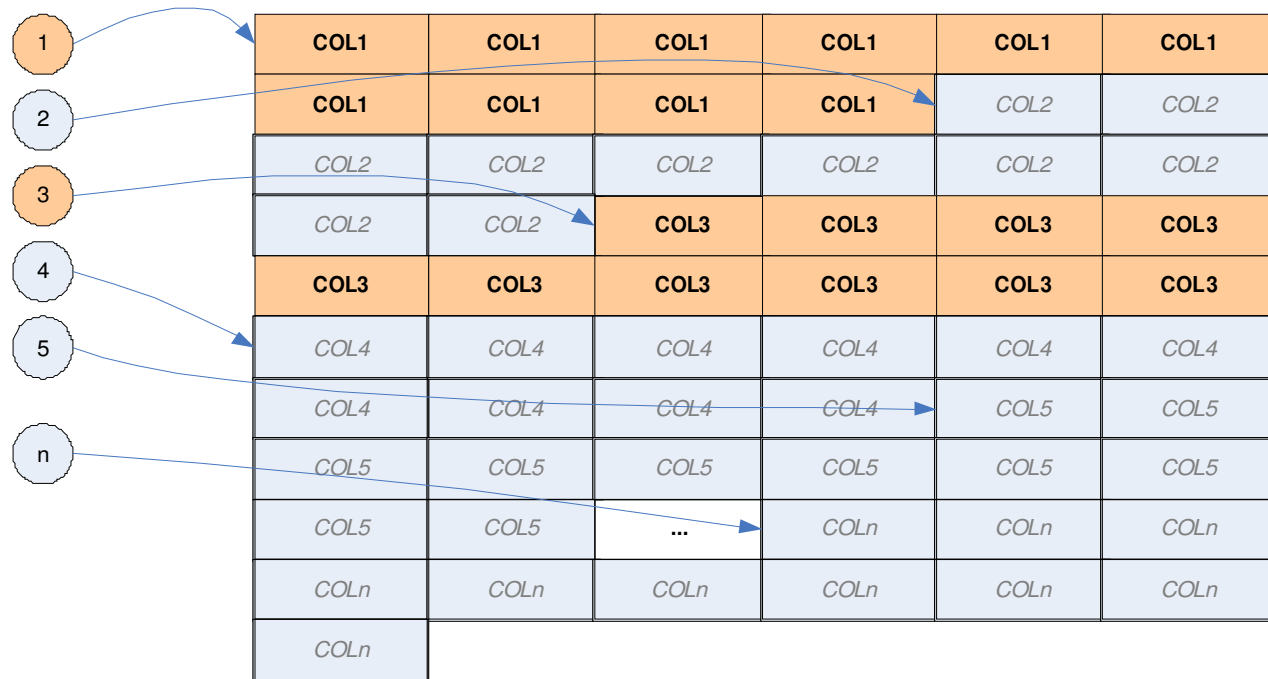 1 COL1 COL1 COL1 COL1 COL1 COL1
2 COL1 COL1 COL1 COL1 COL2 COL2
COL2 COL2 COL2 COL2 COL2 COL2
3 COL2 COL2 COL3 COL3 COL3 COL3
4 COL3 COL3 COL3 COL3 COL3 COL3
5 COL4 COL4 COL4 COL4 COL4 COL4
COL4 COL4 COL4 COL4 COL5 COL5
n COL5 COL5 COL5 COL5 COL5 COL5
COL5 COL5 ... COLn COLn COLn
COLn COLn COLn COLn COLn COLn
COLn